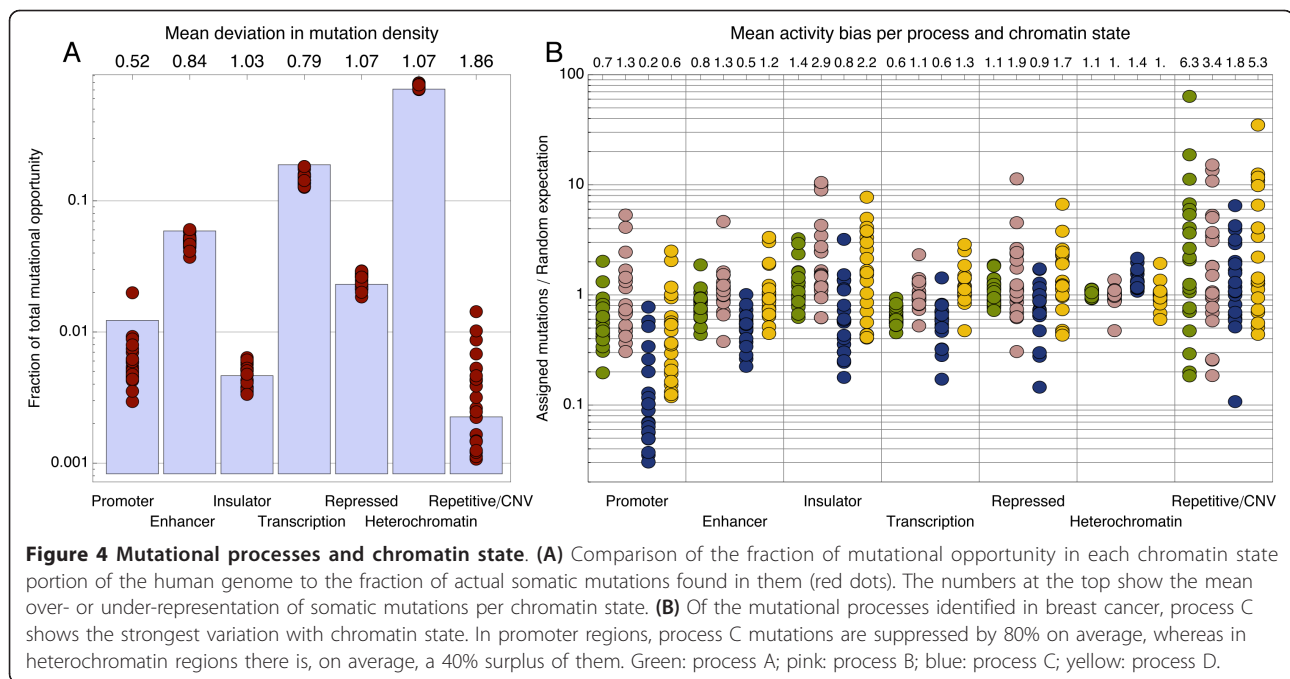 A
Mean deviation in mutation density
0.52 0.84 1.03 0.79 1.07 1.07 1.86
Fraction of total mutational opportunity
0.1
0.01
0.001
Promoter Insulator Repressed Repetitive/CNV
Enhancer Transcription Heterochromatin
B
Mean activity bias per process and chromatin state
0.7 1.3 0.2 0.6 0.8 1.3 0.5 1.2 1.4 2.9 0.8 2.2 0.6 1.1 0.6 1.3 1.1 1.9 0.9 1.7 1.1 1. 1.4 1. 6.3 3.4 1.8 5.3
Assigned mutations / Random expectation
100
10
1
0.1
Promoter Insulator Repressed Repetitive/CNV
Enhancer Transcription Heterochromatin
Figure 4 Mutational processes and chromatin state. (A) Comparison of the fraction of mutational opportunity in each chromatin state
portion of the human genome to the fraction of actual somatic mutations found in them (red dots). The numbers at the top show the mean
over- or under-representation of somatic mutations per chromatin state. (B) Of the mutational processes identified in breast cancer, process C
shows the strongest variation with chromatin state. In promoter regions, process C mutations are suppressed by 80% on average, whereas in
heterochromatin regions there is, on average, a 40% surplus of them. Green: process A; pink: process B; blue: process C; yellow: process D.